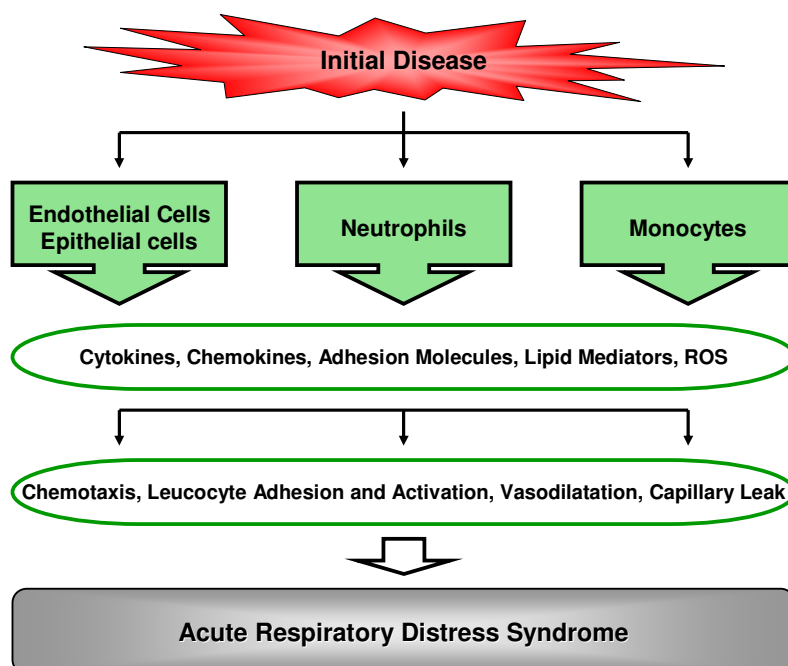 Initial Disease
Endothelial Cells
Epithelial cells
Neutrophils
Monocytes
Cytokines, Chemokines, Adhesion Molecules, Lipid Mediators, ROS
Chemotaxis, Leucocyte Adhesion and Activation, Vasodilatation, Capillary Leak
Acute Respiratory Distress Syndrome